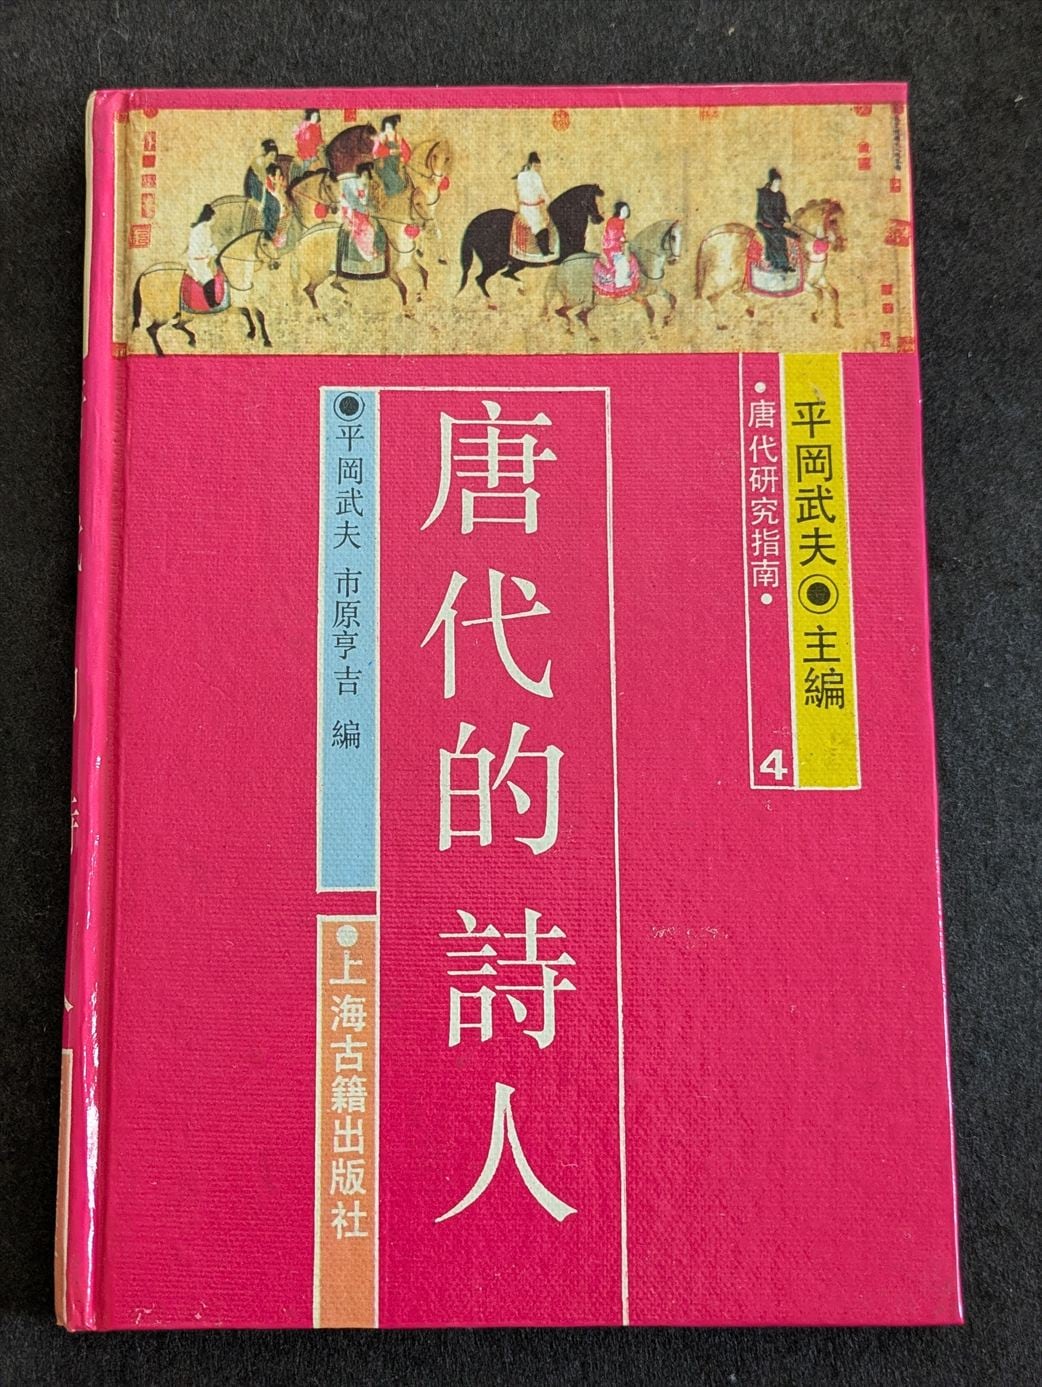 平岡武夫◉主編
•唐代研究指南•
4
唐代的詩人
◉平岡武夫 市原亨吉 編
●上海古籍出版社